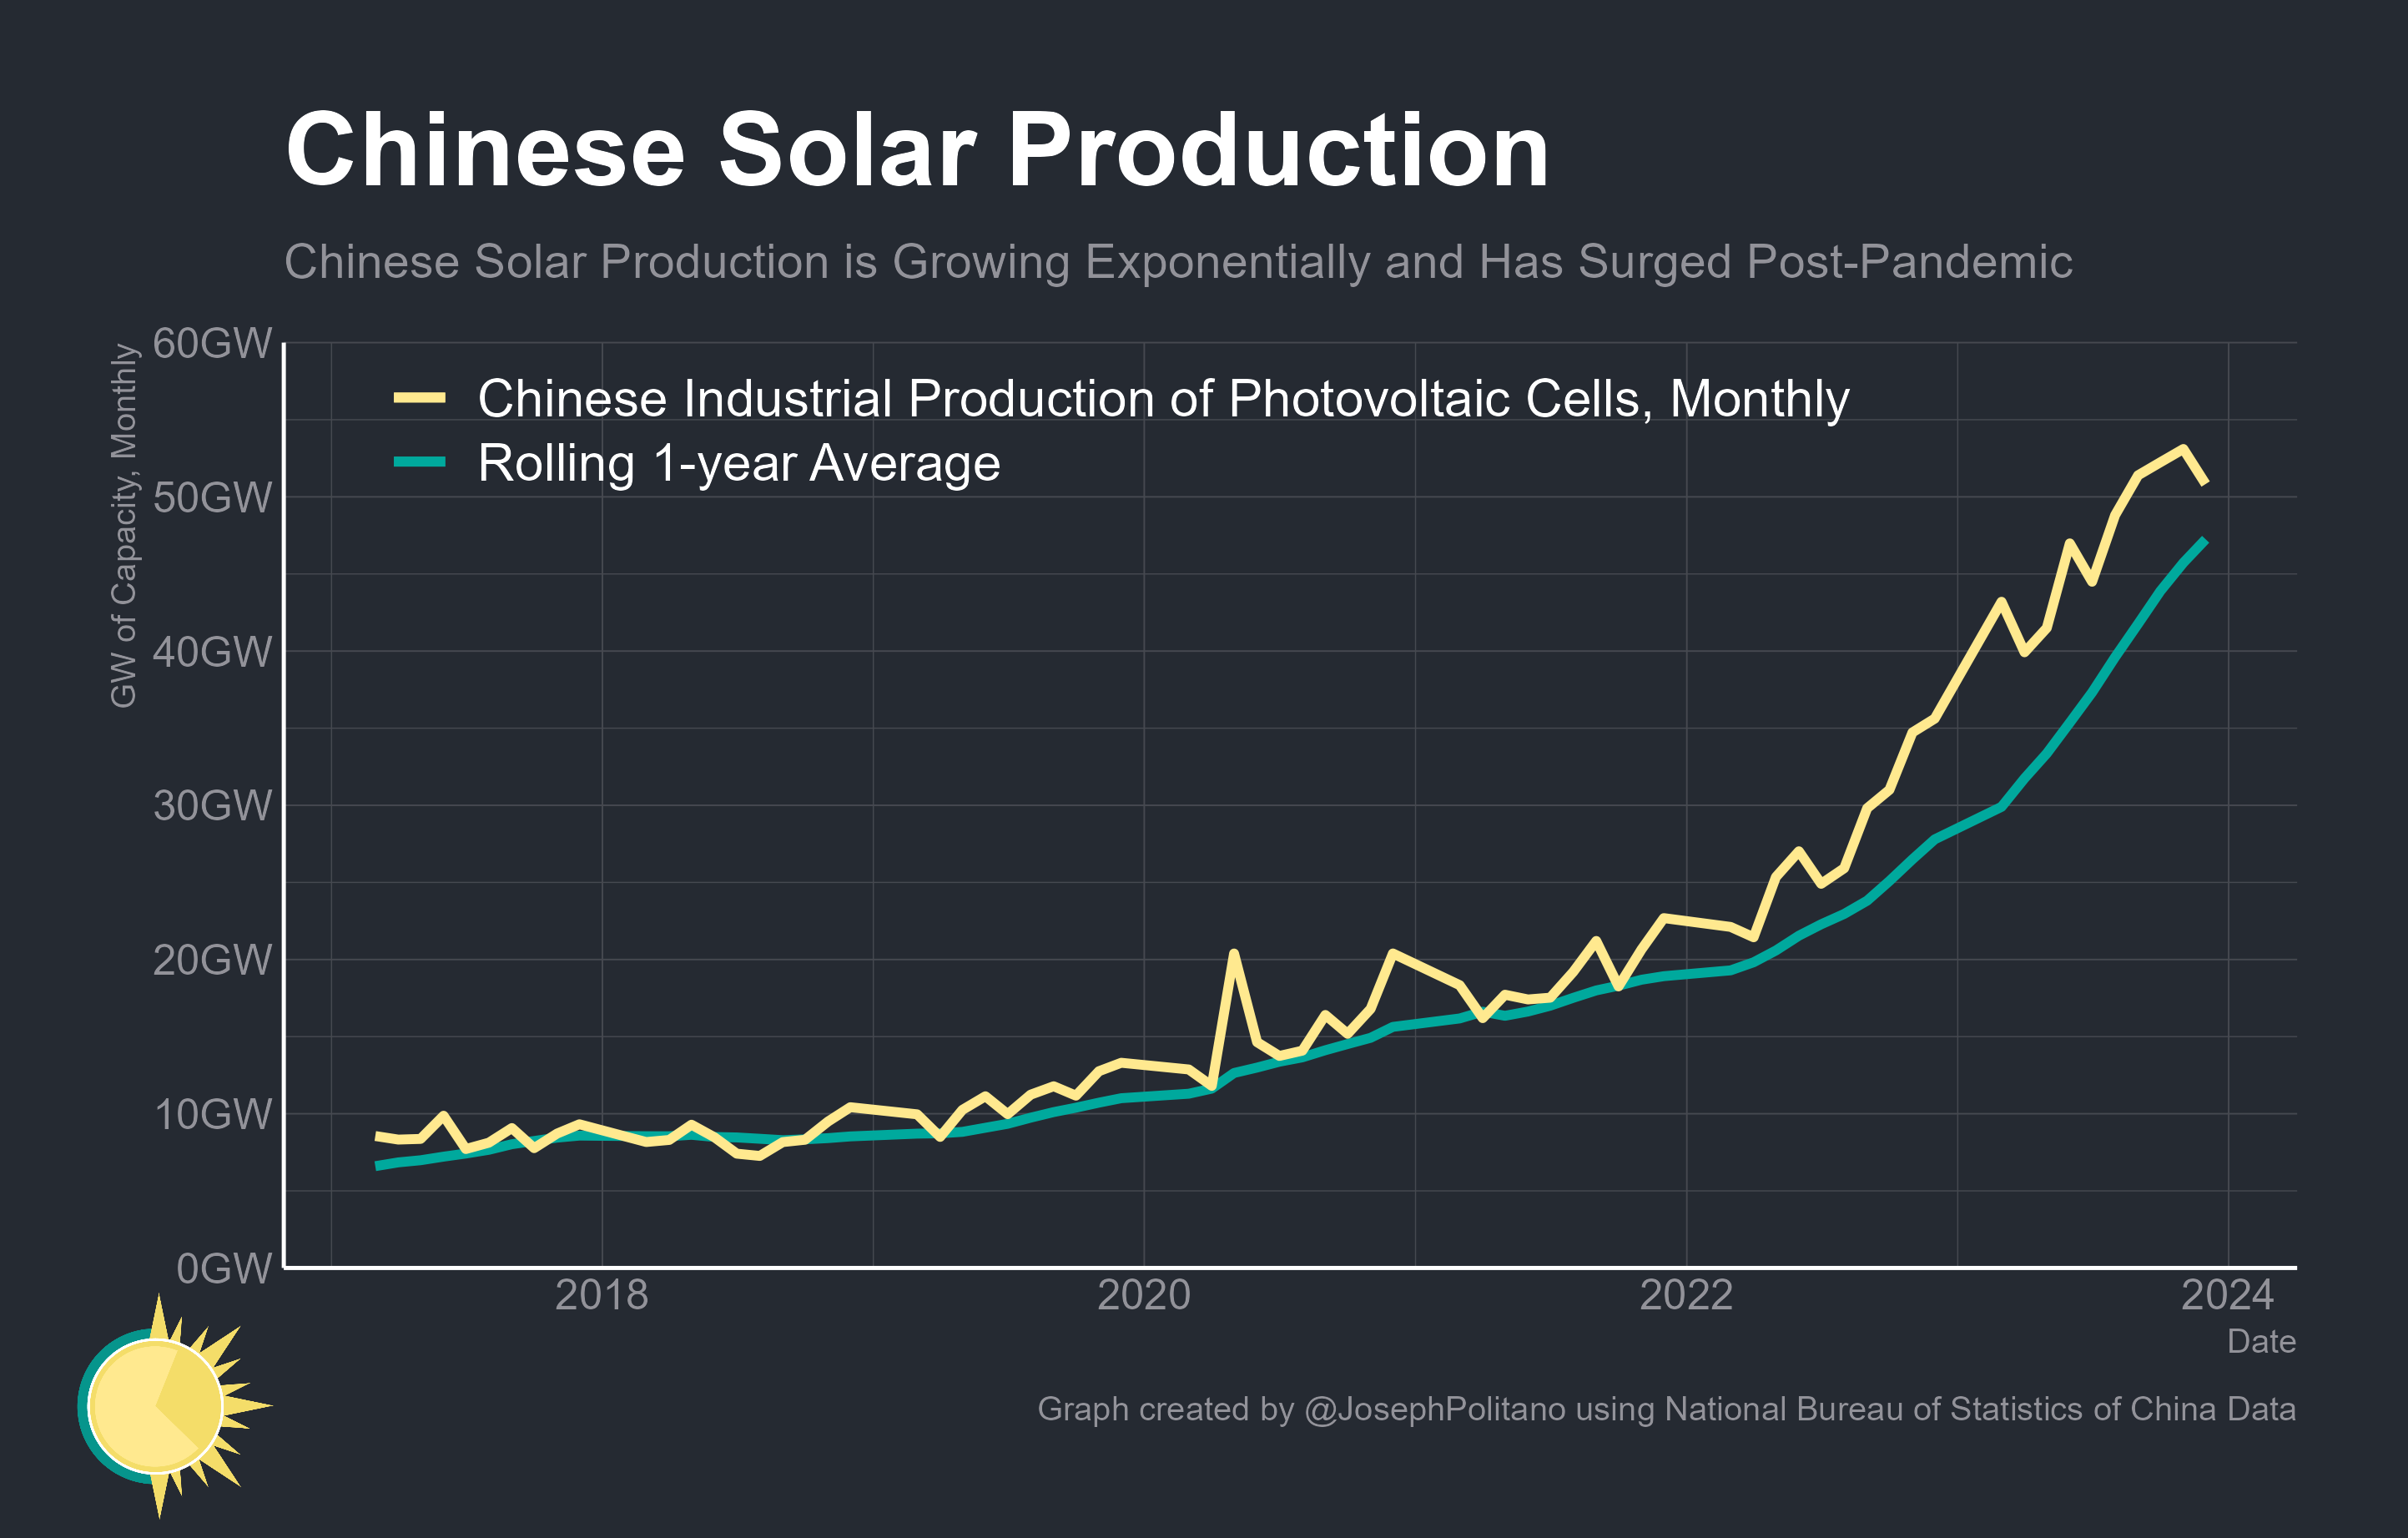 Chinese Solar Production
Chinese Solar Production is Growing Exponentially and Has Surged Post-Pandemic
GW of Capacity, Monthly
60GW
50GW
40GW
30GW
20GW
10GW
0GW
Chinese Industrial Production of Photovoltaic Cells, Monthly
Rolling 1-year Average
2018 2020 2022 2024
Date
Graph created by @JosephPolitano using National Bureau of Statistics of China Data